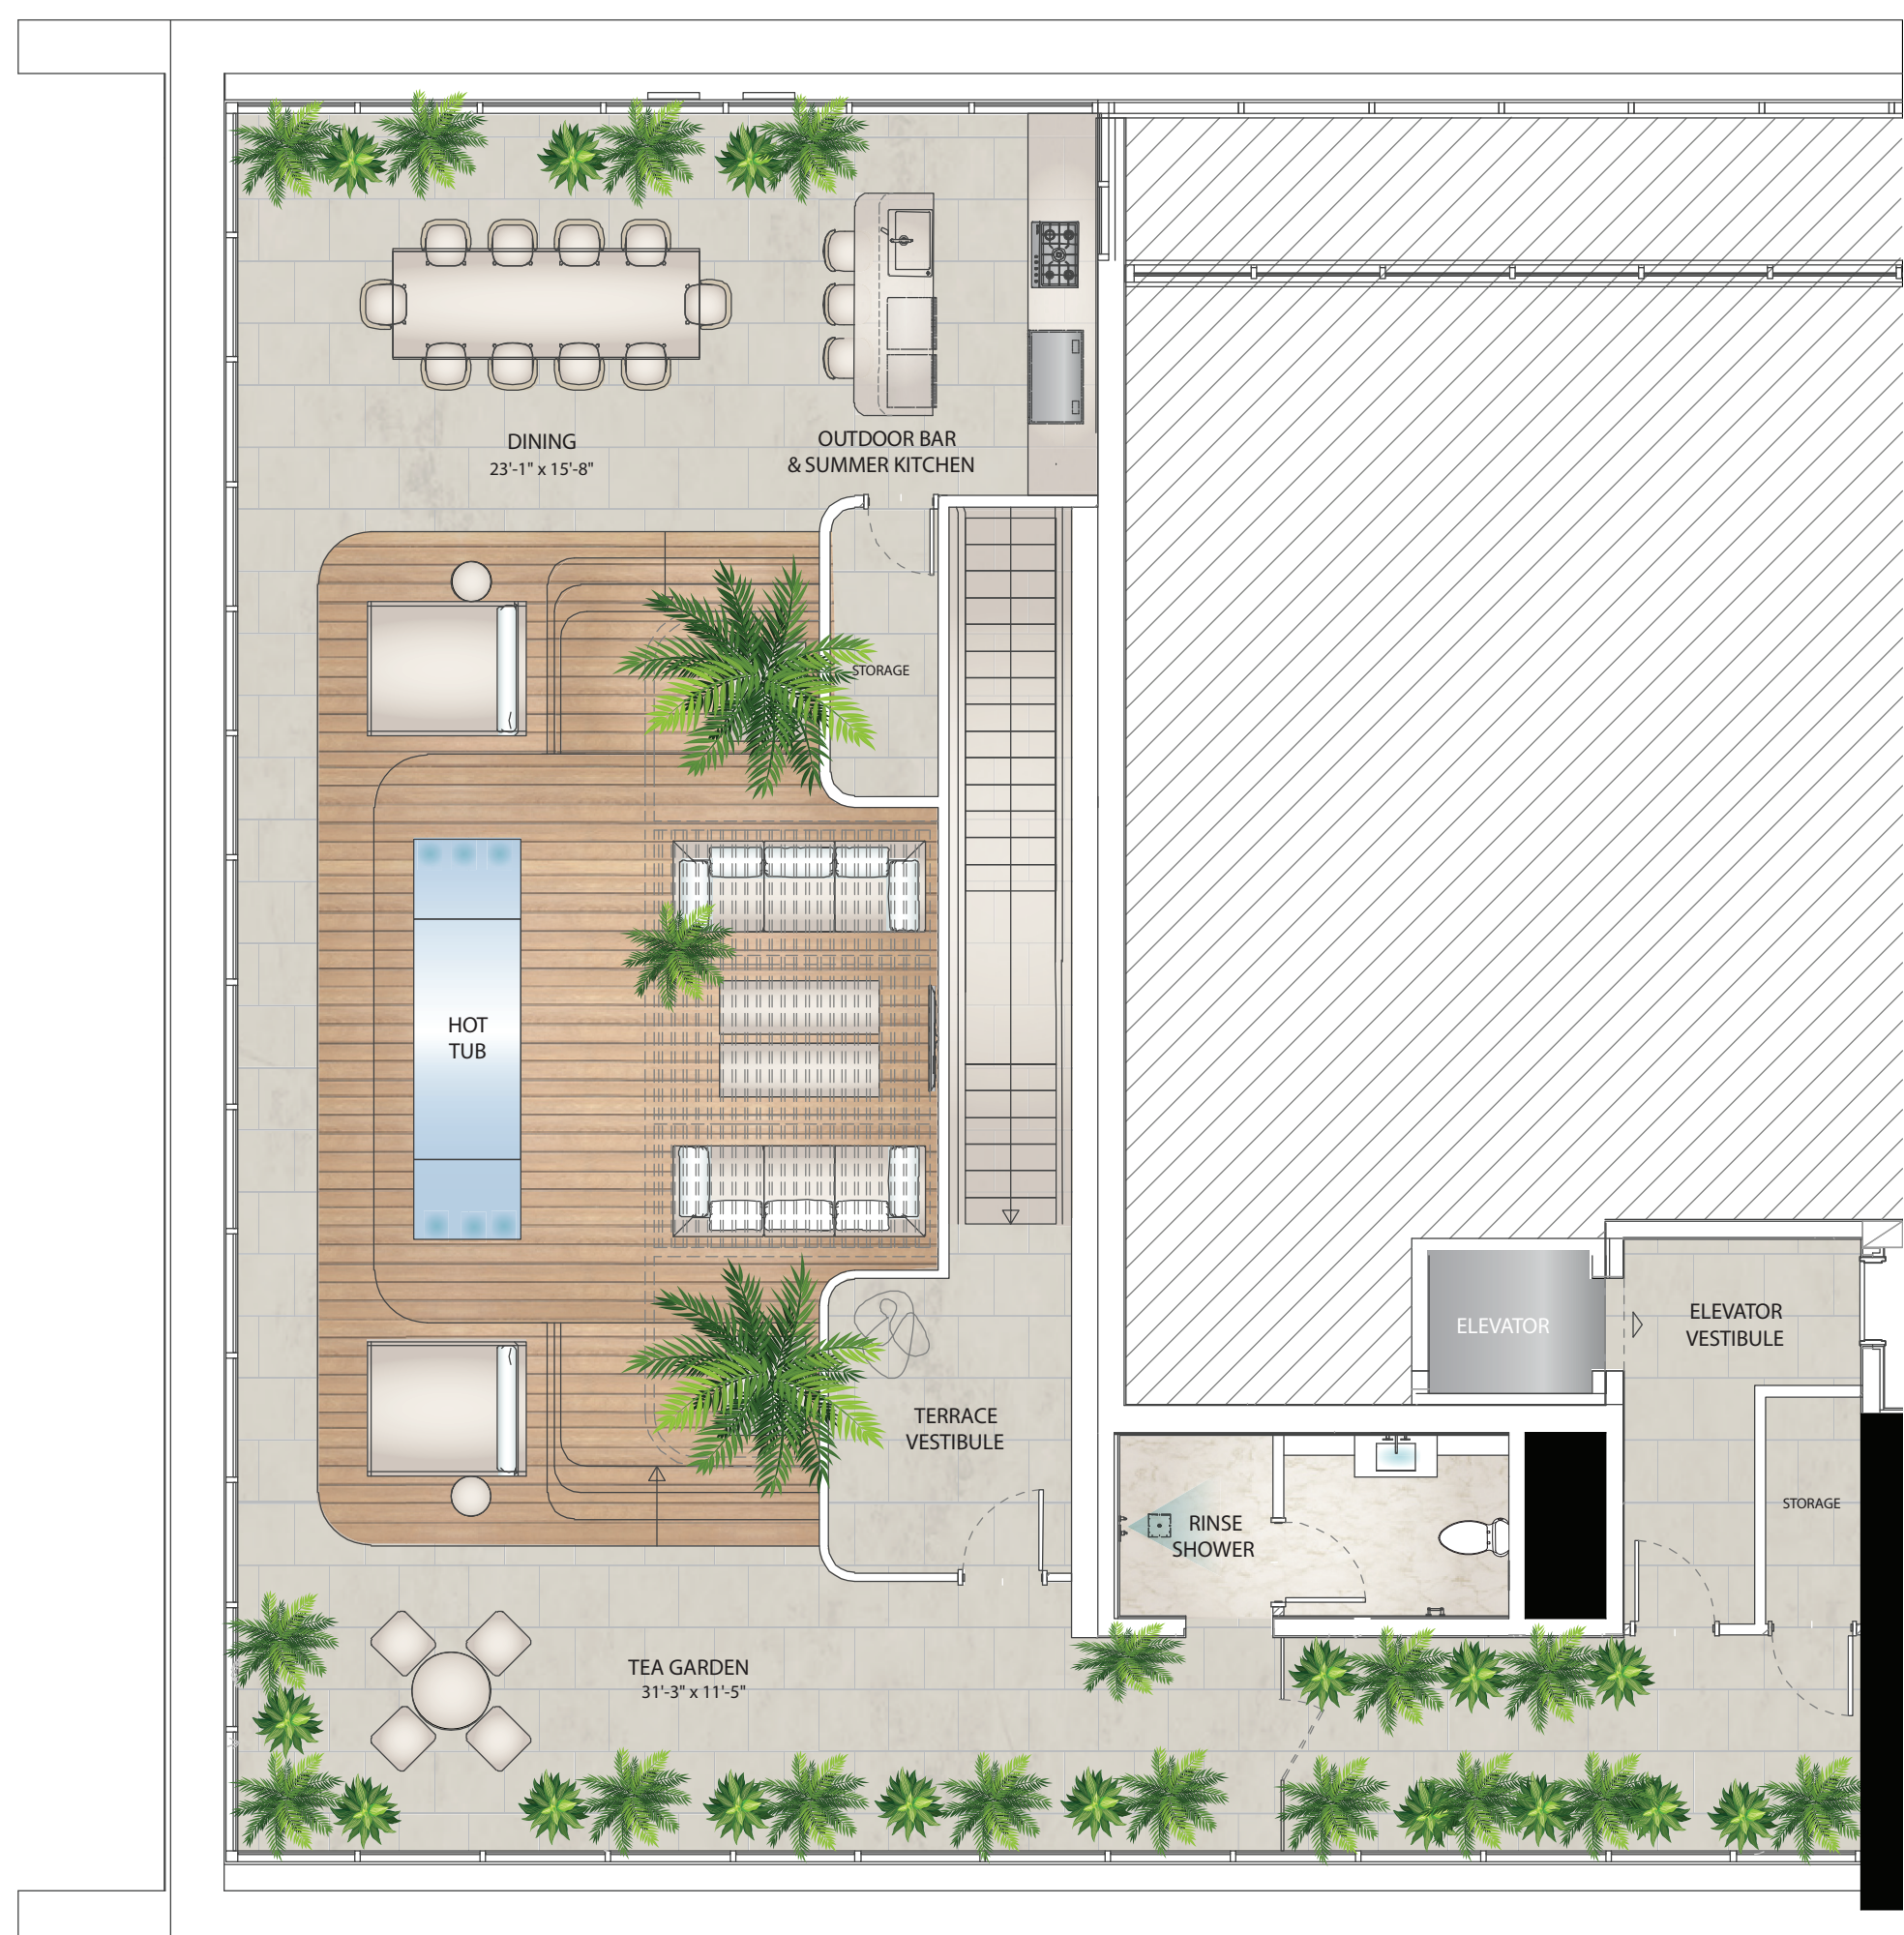 DINING
23'-1" x 15'-8"
OUTDOOR BAR
& SUMMER KITCHEN
STORAGE
HOT
TUB
ELEVATOR
ELEVATOR
VESTIBULE
TERRACE
VESTIBULE
STORAGE
RINSE
SHOWER
TEA GARDEN
31'-3" x 11'-5"